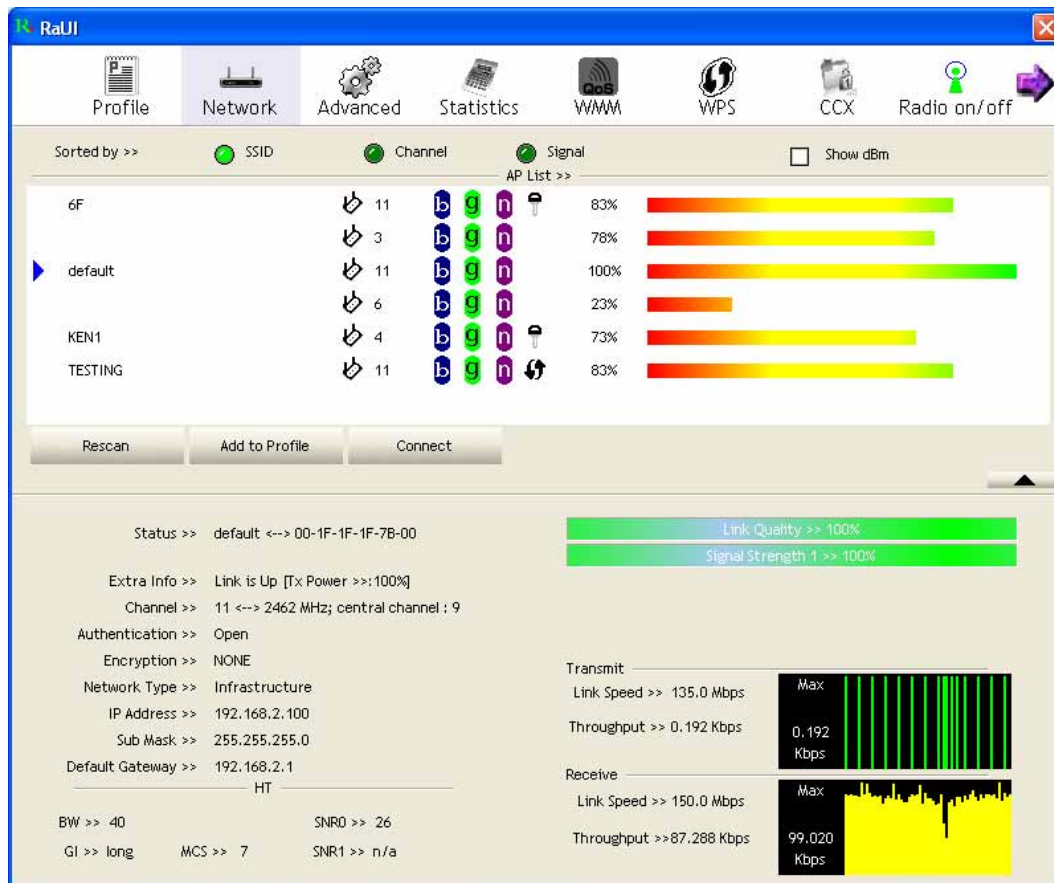 RaUI
Profile Network Advanced Statistics QoS WMM WPS CCX Radio on/off
Sorted by >> SSID Channel Signal Show dBm
AP List >>
6F 11 b g n 83%
3 b g n 78%
default 11 b g n 100%
6 b g n 23%
KEN1 4 b g n 73%
TESTING 11 b g n 83%
Rescan Add to Profile Connect
Status >> default <--> 00-1F-1F-1F-7B-00
Extra Info >> Link is Up [Tx Power >>:100%]
Channel >> 11 <--> 2462 MHz; central channel : 9
Authentication >> Open
Encryption >> NONE
Network Type >> Infrastructure
IP Address >> 192.168.2.100
Sub Mask >> 255.255.255.0
Default Gateway >> 192.168.2.1
HT
BW >> 40 SNR0 >> 26
GI >> long MCS >> 7 SNR1 >> n/a
Link Quality >> 100%
Signal Strength 1 >> 100%
Transmit
Link Speed >> 135.0 Mbps
Throughput >> 0.192 Kbps
Max
0.192
Kbps
Receive
Link Speed >> 150.0 Mbps
Throughput >>87.288 Kbps
Max
99.020
Kbps